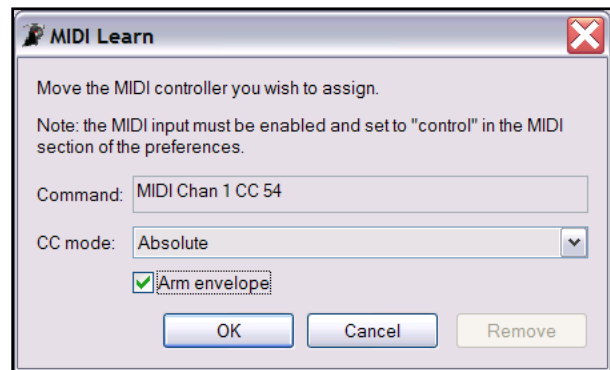 MIDI Learn
Move the MIDI controller you wish to assign.
Note: the MIDI input must be enabled and set to "control" in the MIDI
section of the preferences.
Command: MIDI Chan 1 CC 54
CC mode: Absolute
Arm envelope
OK Cancel Remove